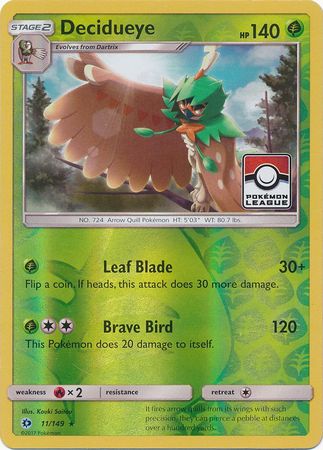 STAGE 2 Decidueye HP 140
Evolves from Dartrix
POKÉMON
LEAGUE
NO. 724 Arrow Quill Pokémon HT: 5'03" WT: 80.7 lbs.
Leaf Blade 30+
Flip a coin. If heads, this attack does 30 more damage.
Brave Bird 120
This Pokémon does 20 damage to itself.
weakness ×2 resistance retreat
Illus. Kouki Saitou
11/149 ★
©2017 Pokémon
It fires arrow quills from its wings with such
precision, they can pierce a pebble at distances
over a hundred yards.